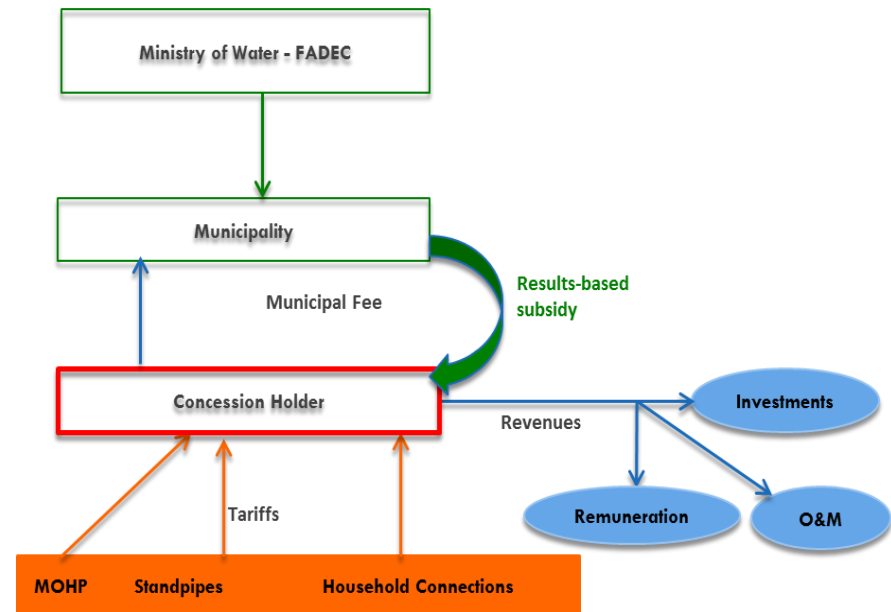 Ministry of Water - FADEC
Municipality
Results-based
subsidy
Municipal Fee
Concession Holder
Investments
Revenues
Remuneration
O&M
Tariffs
MOHP
Standpipes
Household Connections